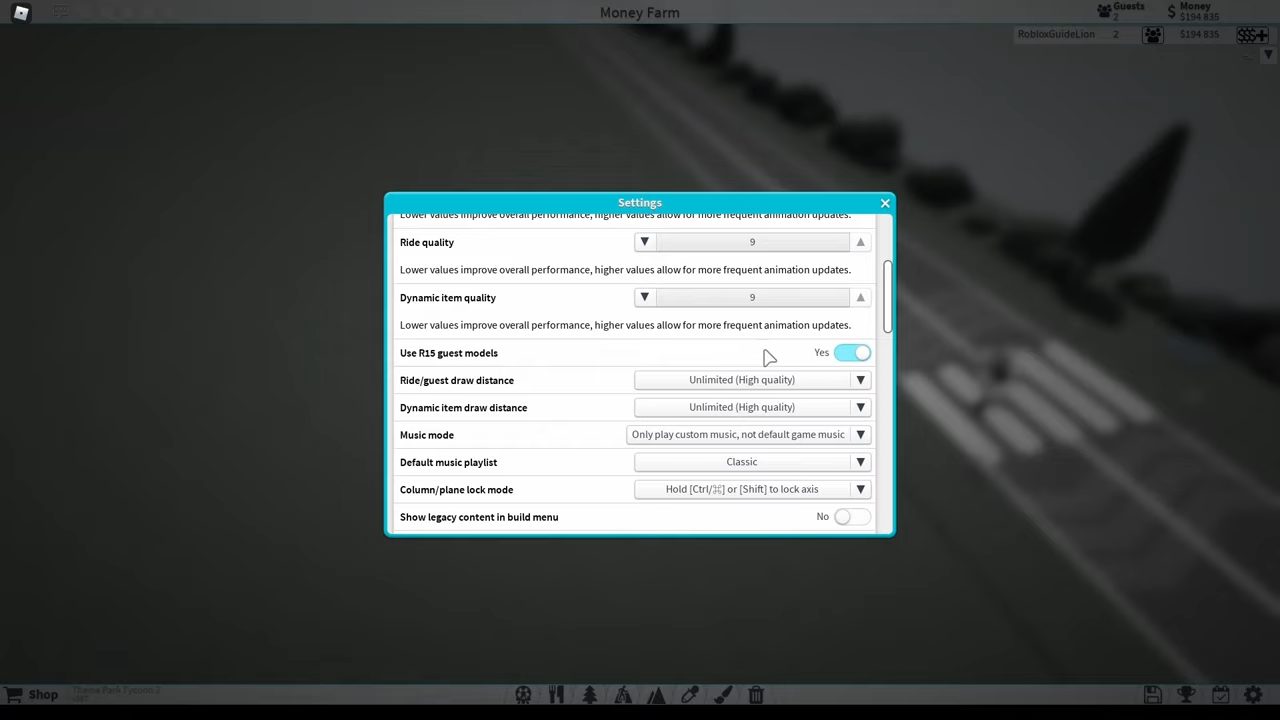 Money Farm
Guests
2
Money
$194 835
RobloxGuideLion 2 $194 835
Settings
Lower values improve overall performance, higher values allow for more frequent animation updates.
Ride quality 9
Lower values improve overall performance, higher values allow for more frequent animation updates.
Dynamic item quality 9
Lower values improve overall performance, higher values allow for more frequent animation updates.
Use R15 guest models Yes
Ride/guest draw distance Unlimited (High quality)
Dynamic item draw distance Unlimited (High quality)
Music mode Only play custom music, not default game music
Default music playlist Classic
Column/plane lock mode Hold [Ctrl/⌘] or [Shift] to lock axis
Show legacy content in build menu No
Shop
Theme Park Tycoon 2